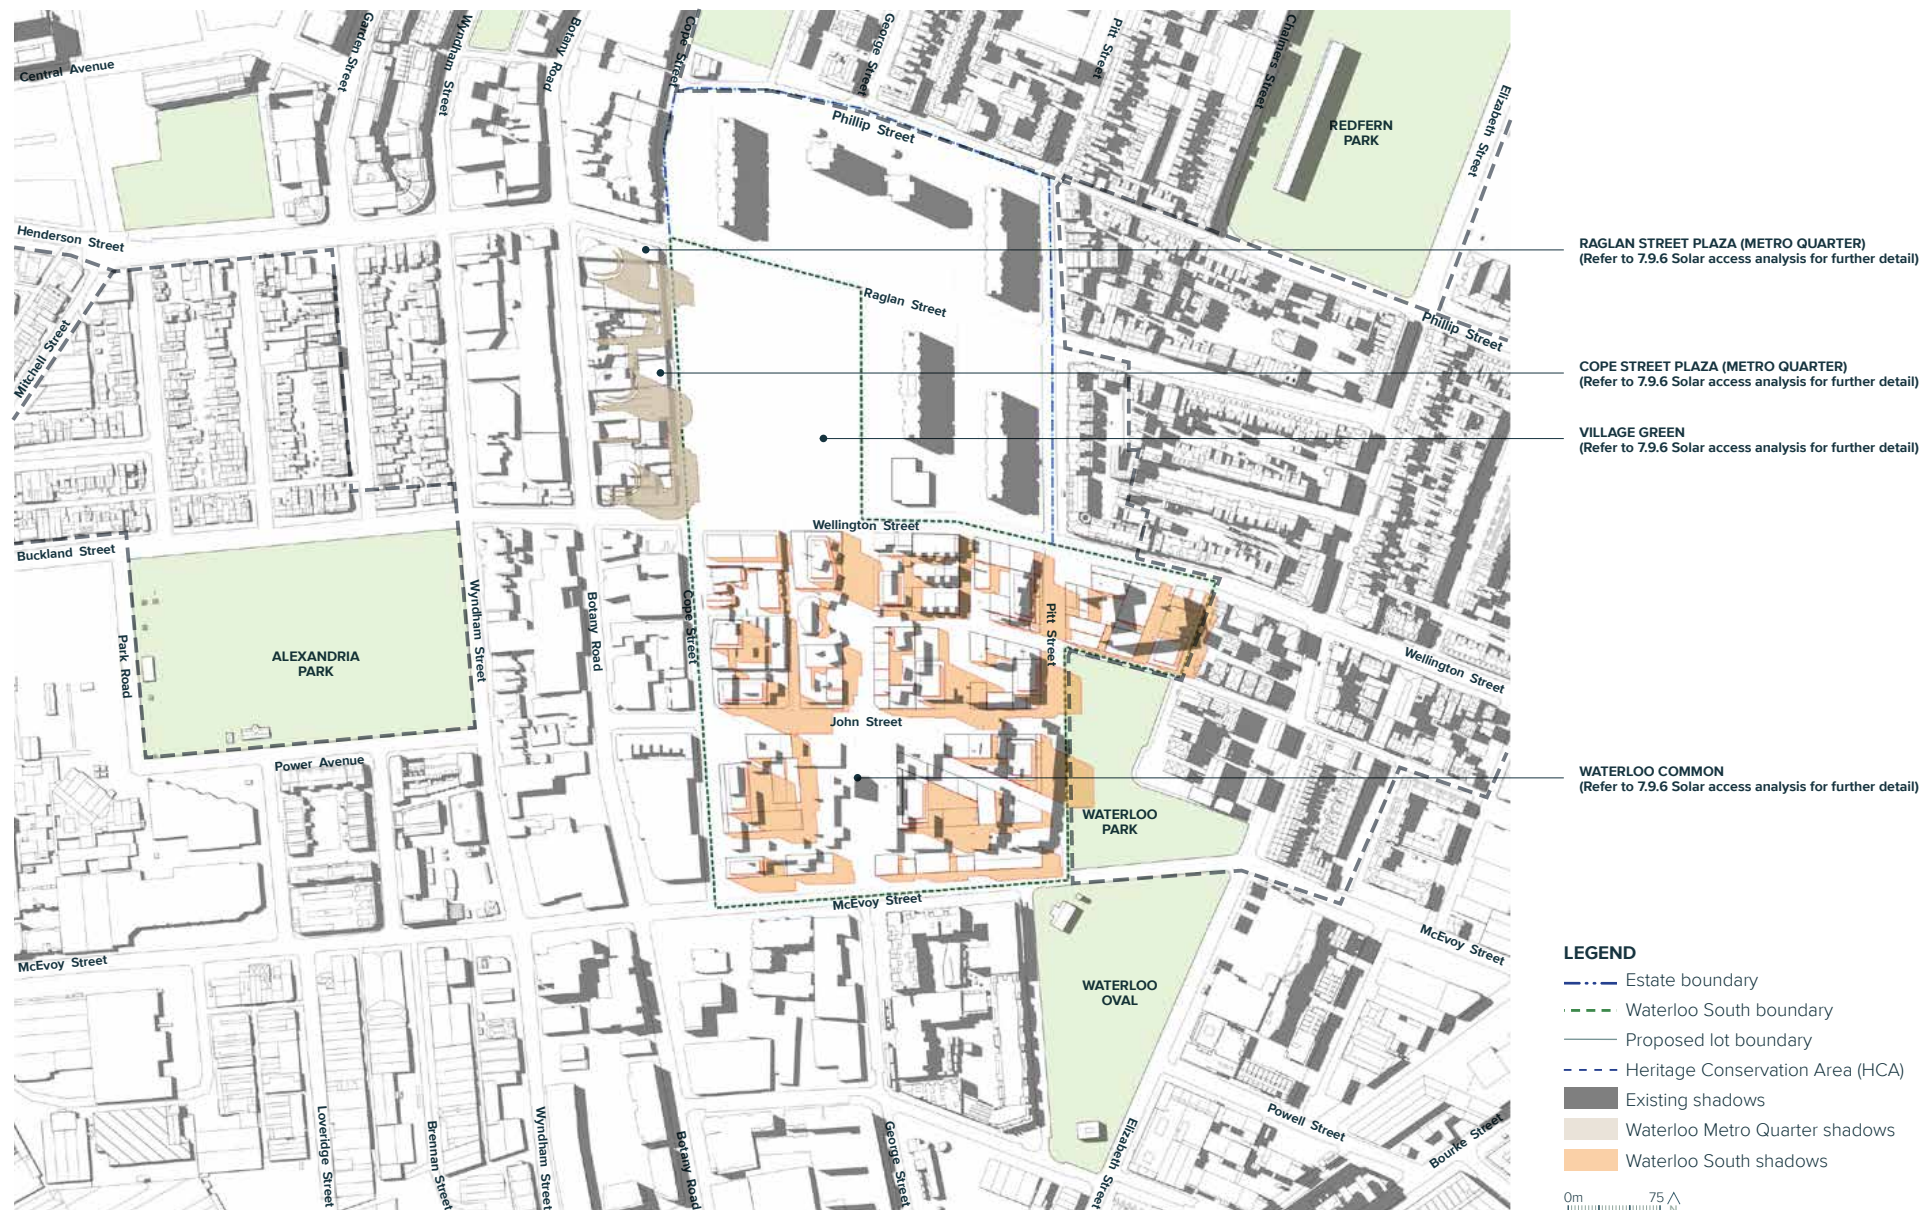 Central Avenue
Garden Street
Wyndham Street
Botany Road
Cope Street
George Street
Pitt Street
Chalmers Street
Elizabeth Street
REDFERN
PARK
Phillip Street
Henderson Street
Mitchell Street
Raglan Street
Phillip Street
RAGLAN STREET PLAZA (METRO QUARTER)
(Refer to 7.9.6 Solar access analysis for further detail)
COPE STREET PLAZA (METRO QUARTER)
(Refer to 7.9.6 Solar access analysis for further detail)
VILLAGE GREEN
(Refer to 7.9.6 Solar access analysis for further detail)
Wellington Street
Buckland Street
Park Road
ALEXANDRIA
PARK
Wyndham Street
Botany Road
Cope Street
Pitt Street
Wellington Street
John Street
Power Avenue
WATERLOO COMMON
(Refer to 7.9.6 Solar access analysis for further detail)
WATERLOO
PARK
McEvoy Street
McEvoy Street
McEvoy Street
WATERLOO
OVAL
Loveridge Street
Brennan Street
Wyndham Street
Botany Road
George Street
Elizabeth Street
Powell Street
Bourke Street
LEGEND
Estate boundary
Waterloo South boundary
Proposed lot boundary
Heritage Conservation Area (HCA)
Existing shadows
Waterloo Metro Quarter shadows
Waterloo South shadows
0m 75
N